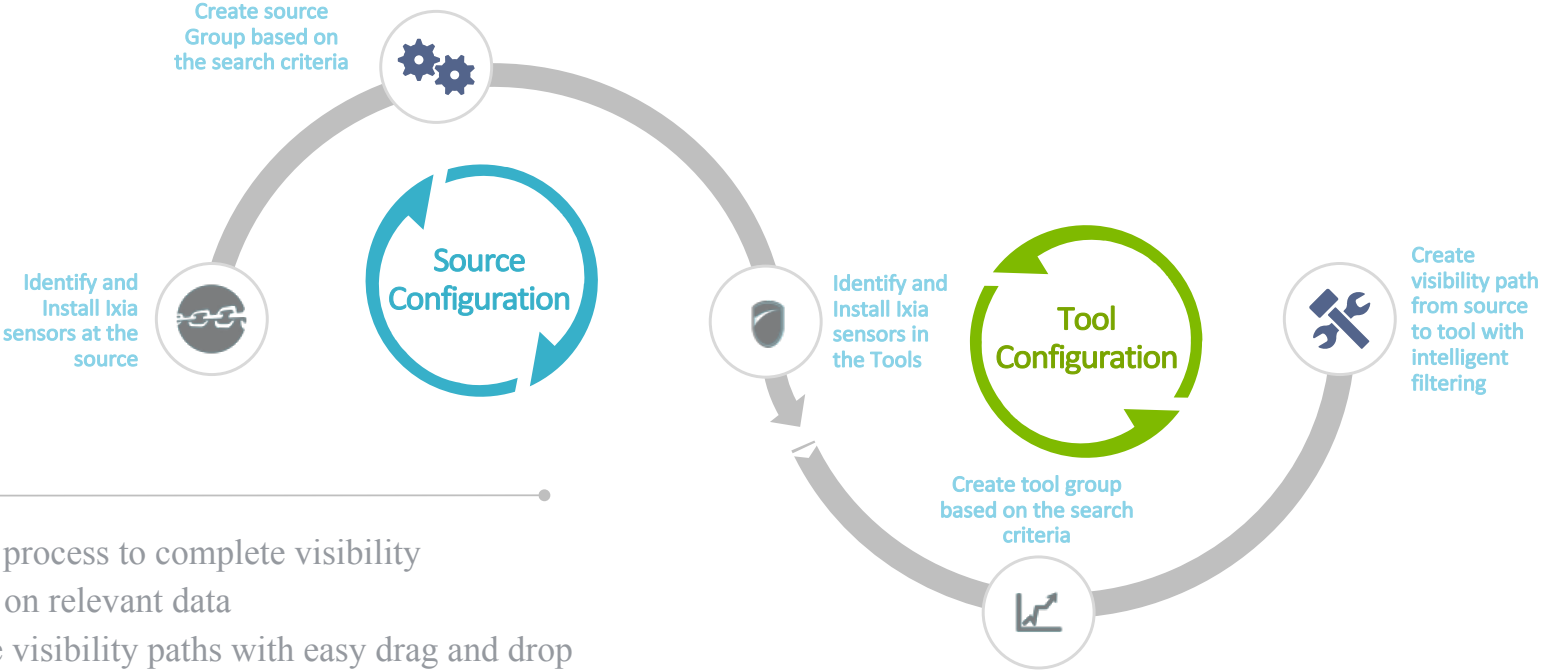 Create source
Group based on
the search criteria
Identify and
Install Ixia
sensors at the
source
Source
Configuration
Identify and
Install Ixia
sensors in
the Tools
Tool
Configuration
Create
visibility path
from source
to tool with
intelligent
filtering
Create tool group
based on the search
criteria
process to complete visibility
on relevant data
visibility paths with easy drag and drop